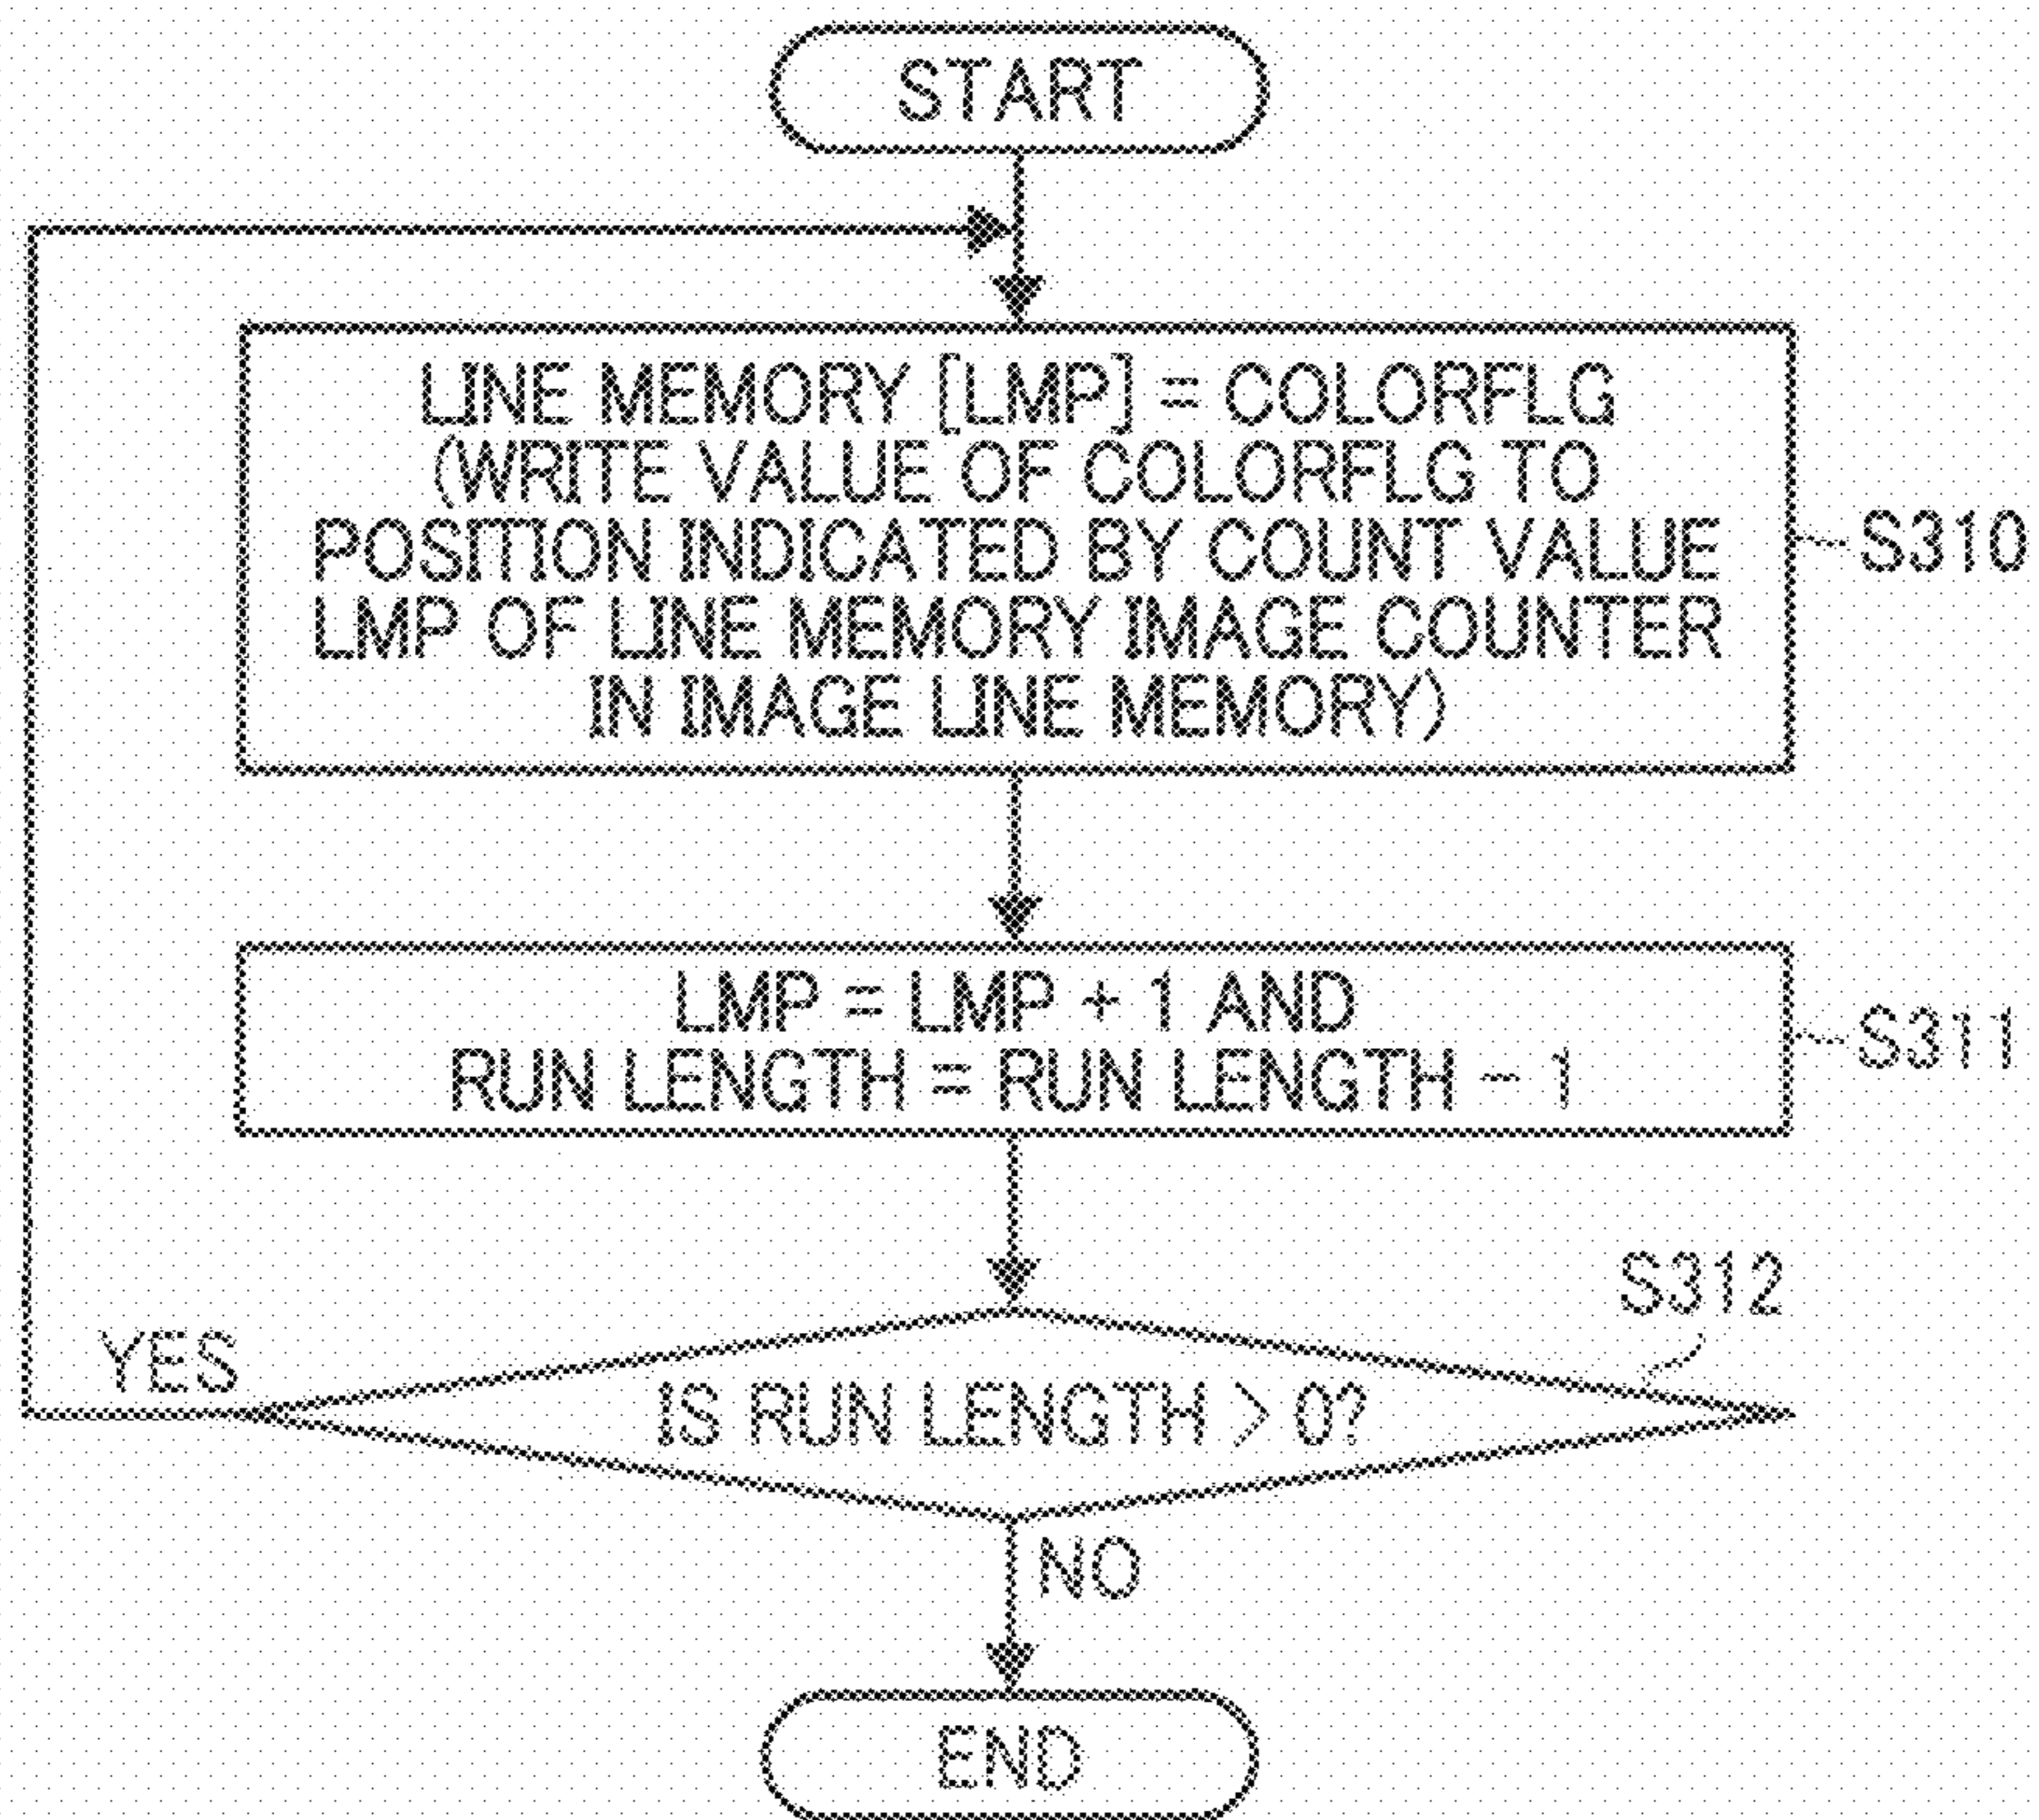 START
LINE MEMORY [LMP] = COLORFLG
(WRITE VALUE OF COLORFLG TO
POSITION INDICATED BY COUNT VALUE
LMP OF LINE MEMORY IMAGE COUNTER
IN IMAGE LINE MEMORY)
S310
LMP = LMP + 1 AND
RUN LENGTH = RUN LENGTH - 1
S311
S312
YES
IS RUN LENGTH > 0?
NO
END